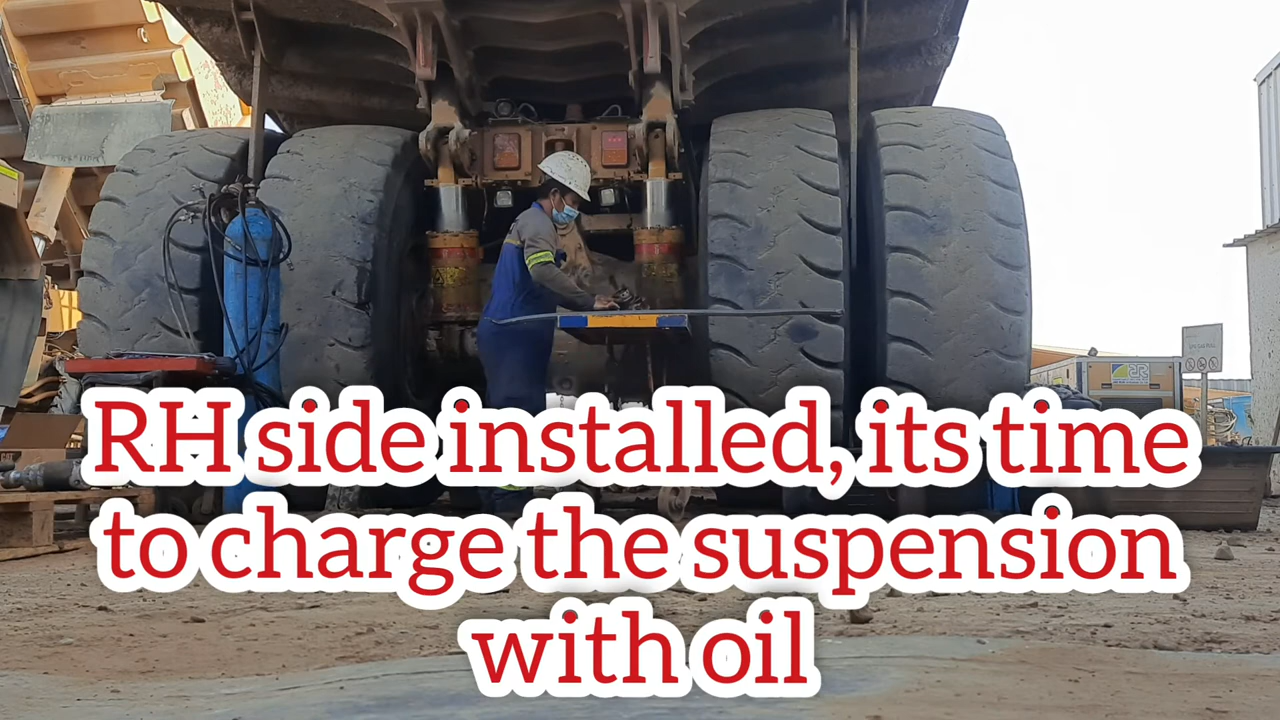 RH side installed, its time
to charge the suspension
with oil